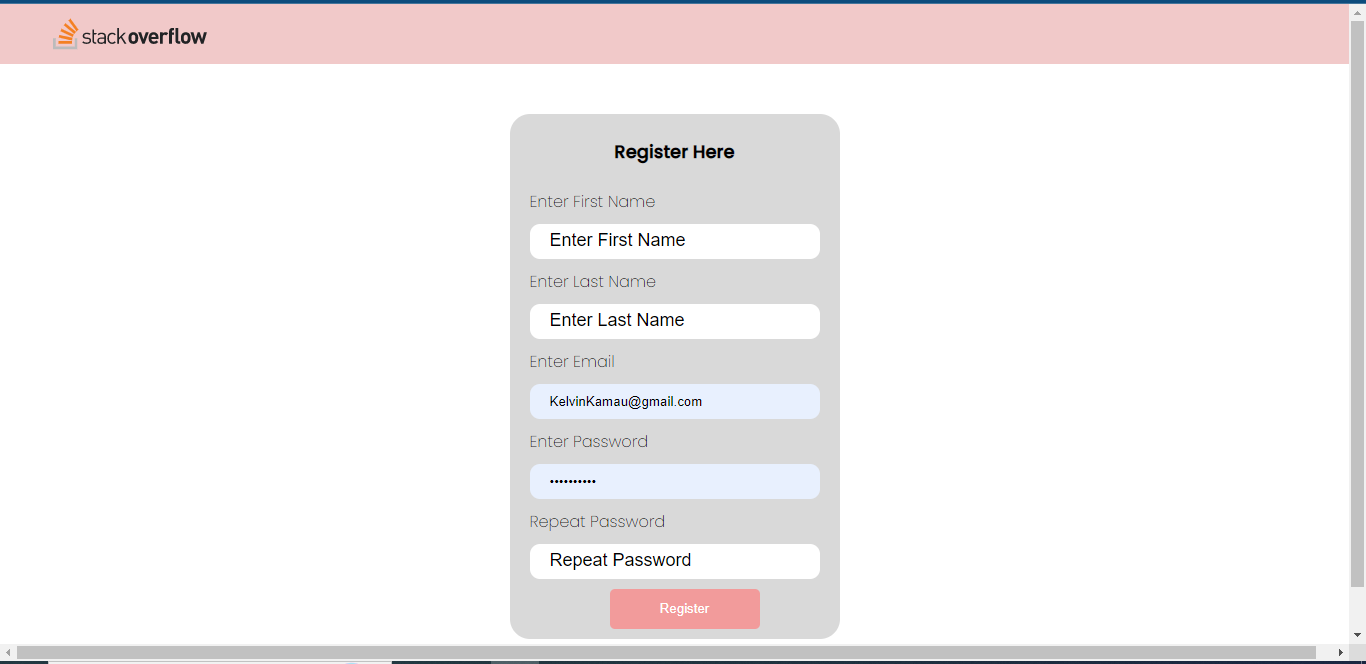 stackoverflow
Register Here
Enter First Name
Enter First Name
Enter Last Name
Enter Last Name
Enter Email
KelvinKamau@gmail.com
Enter Password
••••••••••
Repeat Password
Repeat Password
Register